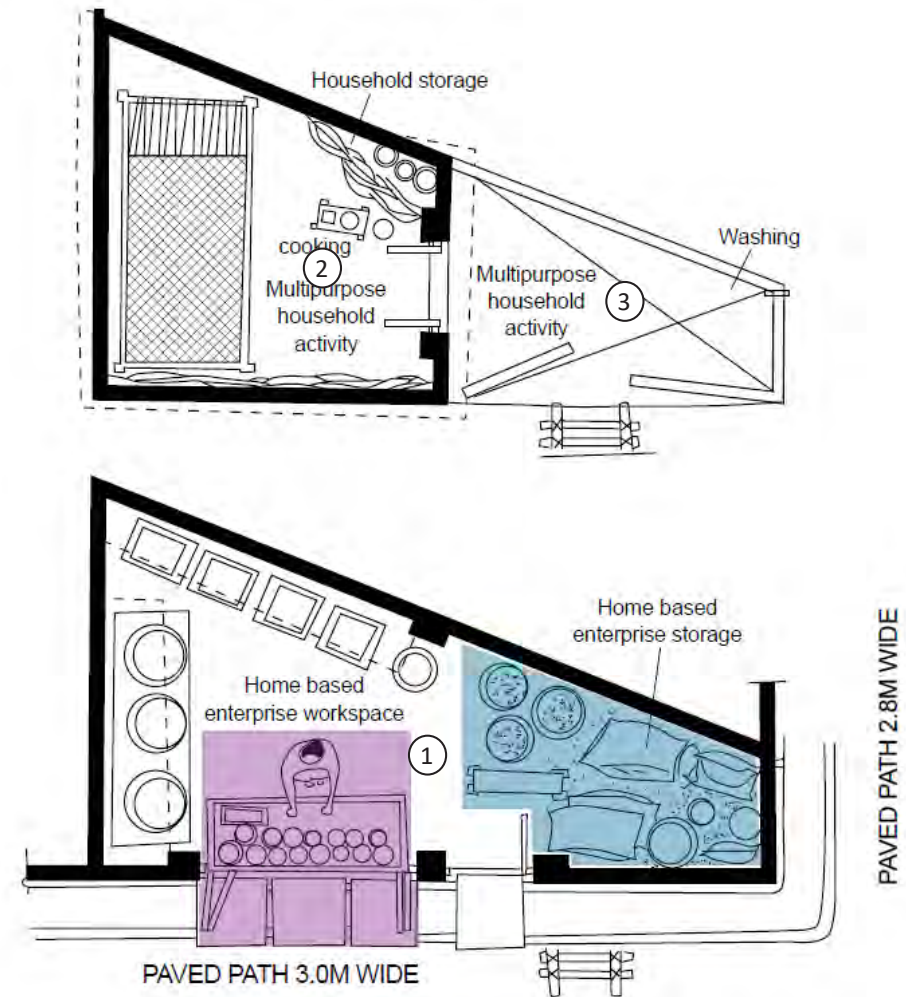 Household storage
cooking
2
Multipurpose
household
activity
Multipurpose
household
activity
3
Washing
Home based
enterprise storage
Home based
enterprise workspace
1
PAVED PATH 2.8M WIDE
PAVED PATH 3.0M WIDE